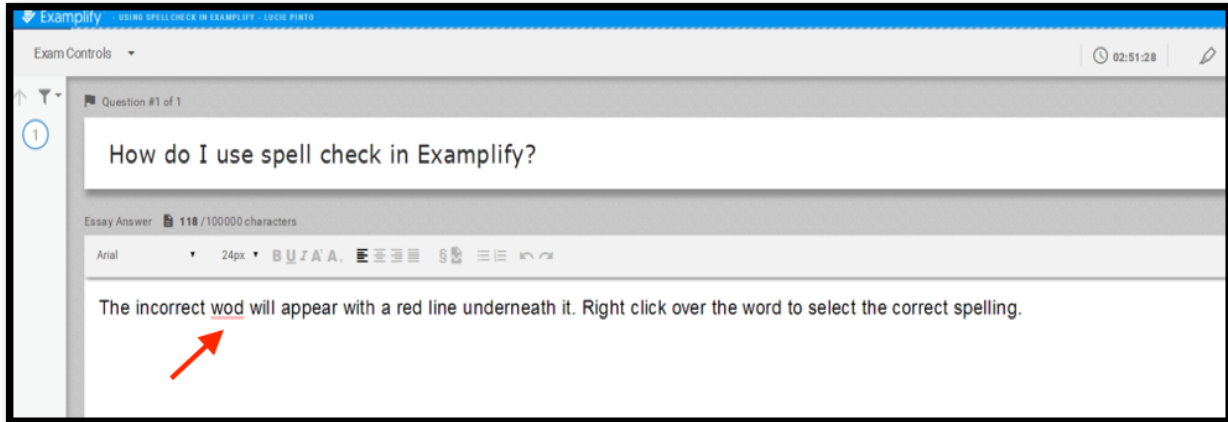 Examplify - USING SPELLCHECK IN EXAMPLIFY - LUCIE PINTO
Exam Controls
02:51:28
Question #1 of 1
1
How do I use spell check in Examplify?
Essay Answer 118 /100000 characters
Arial 24px B U I A A, §
The incorrect wod will appear with a red line underneath it. Right click over the word to select the correct spelling.